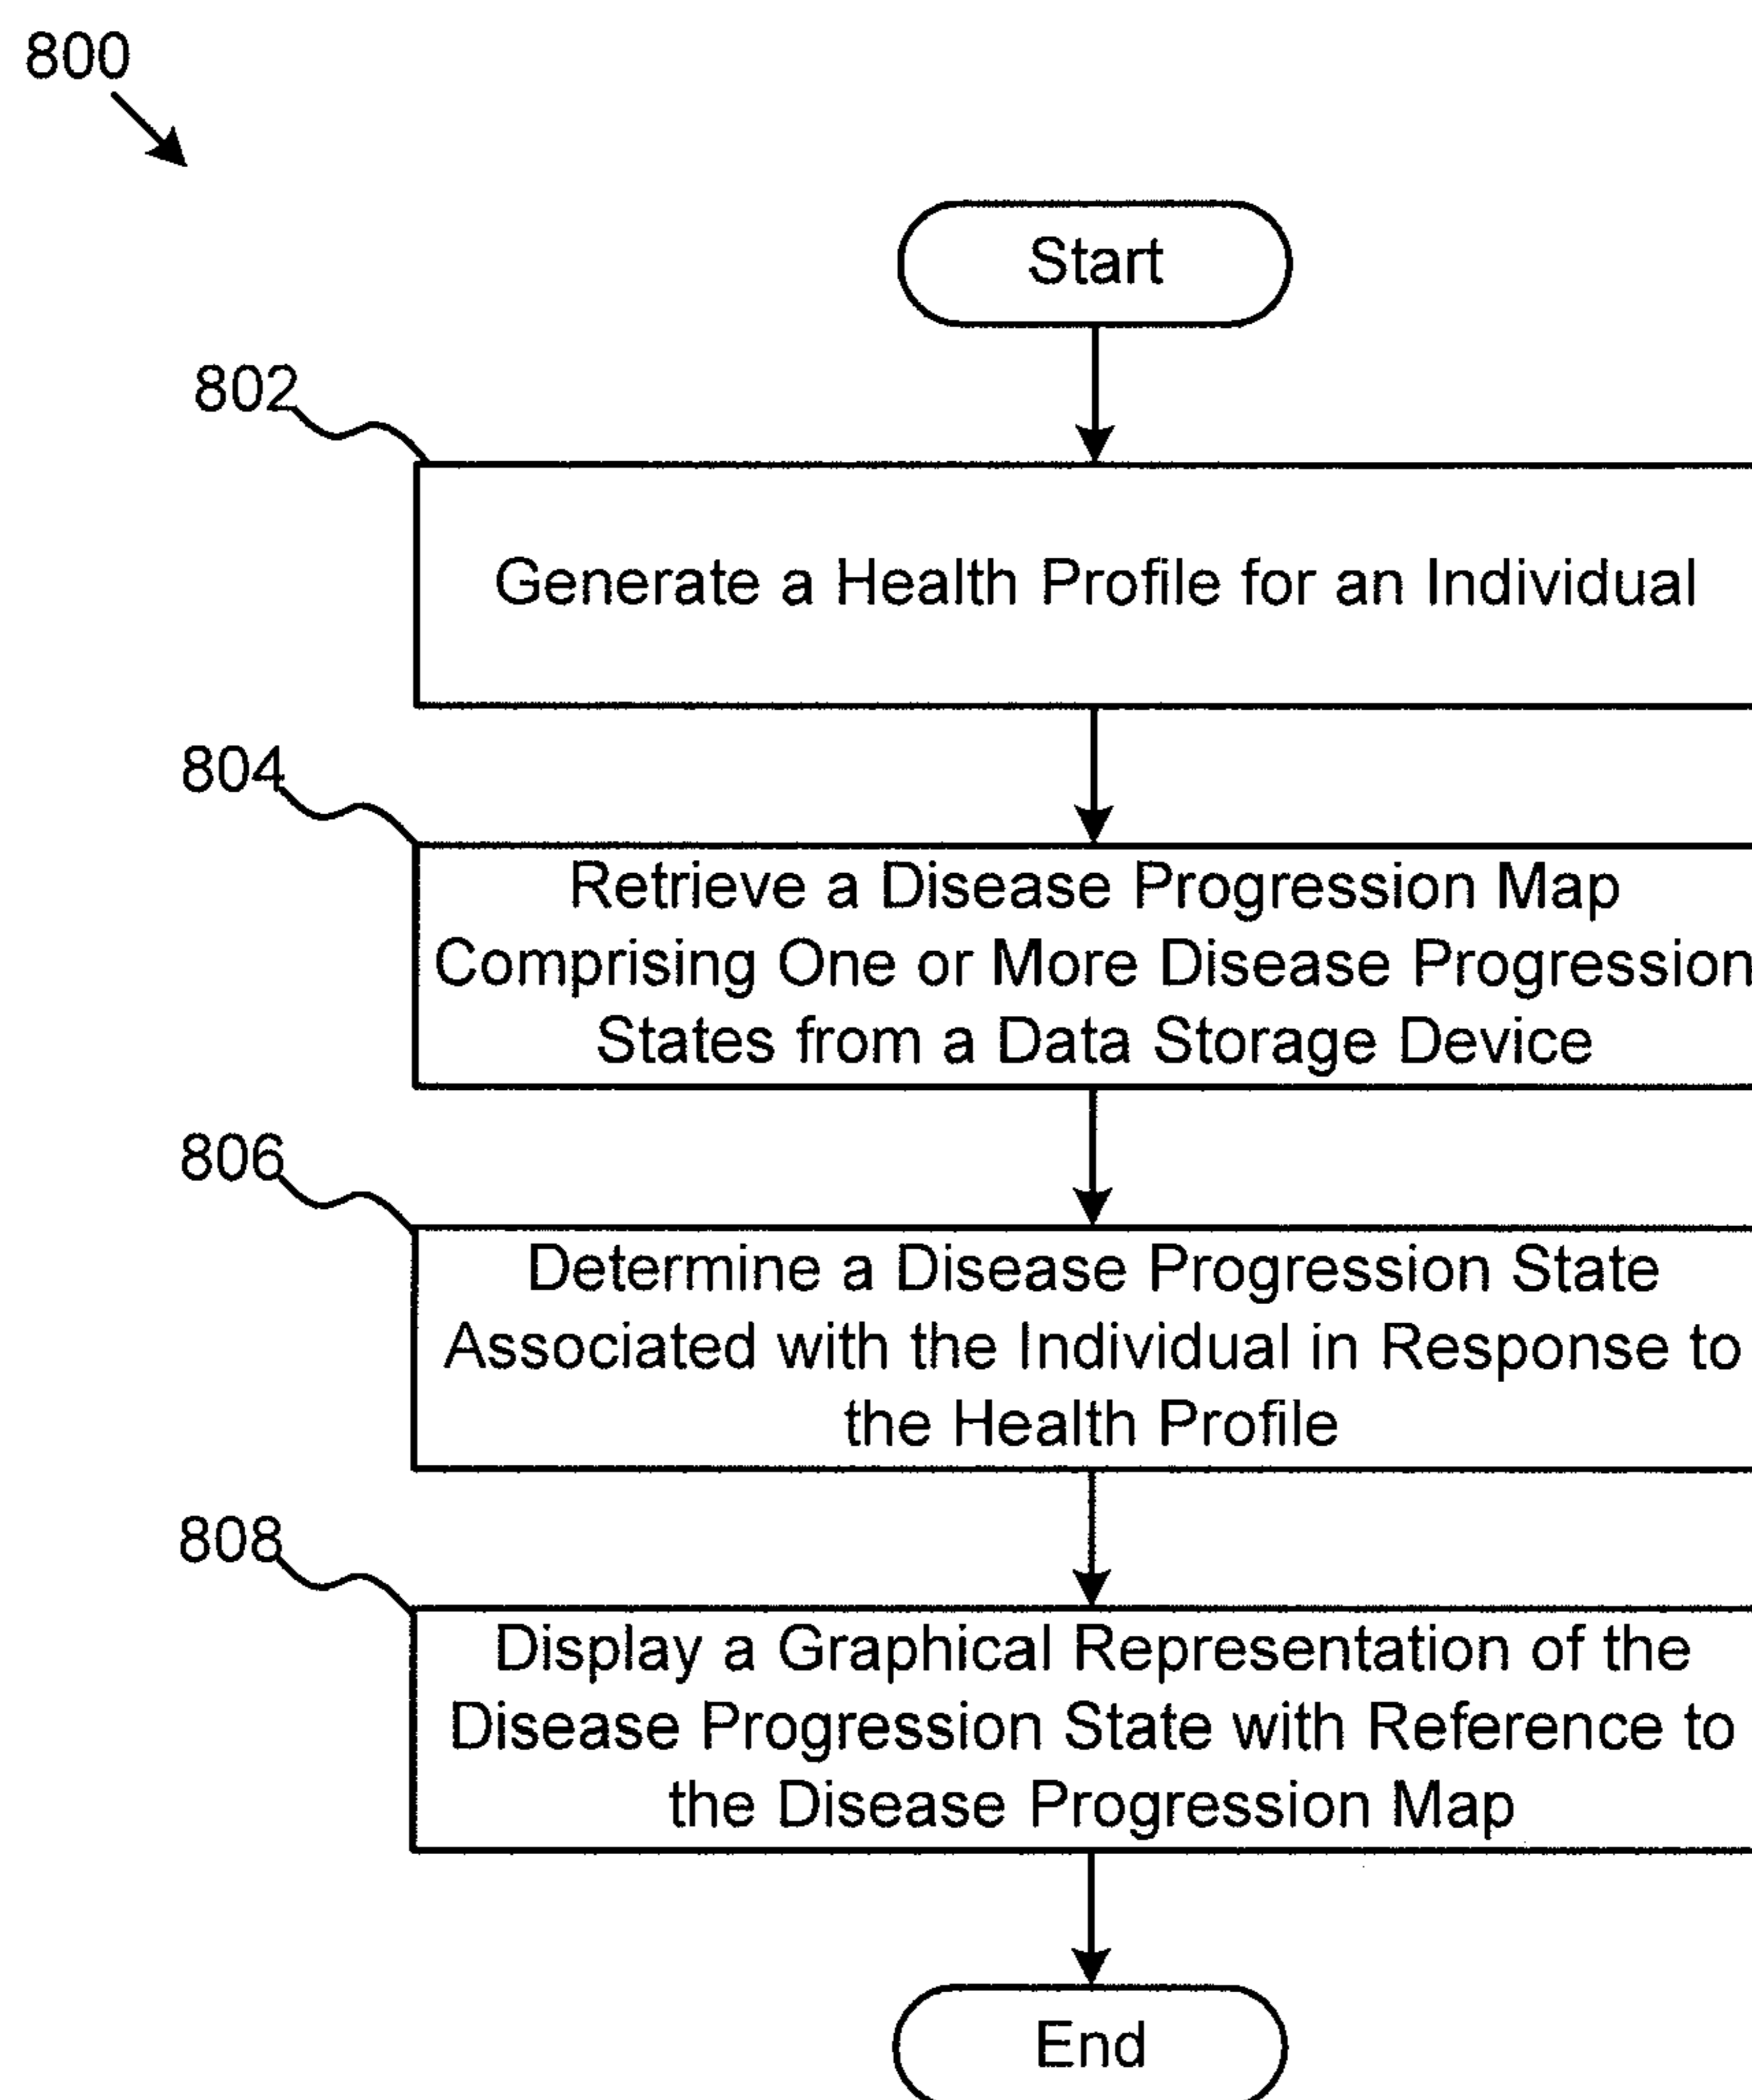 800
Start
802
Generate a Health Profile for an Individual
804
Retrieve a Disease Progression Map
Comprising One or More Disease Progression
States from a Data Storage Device
806
Determine a Disease Progression State
Associated with the Individual in Response to
the Health Profile
808
Display a Graphical Representation of the
Disease Progression State with Reference to
the Disease Progression Map
End